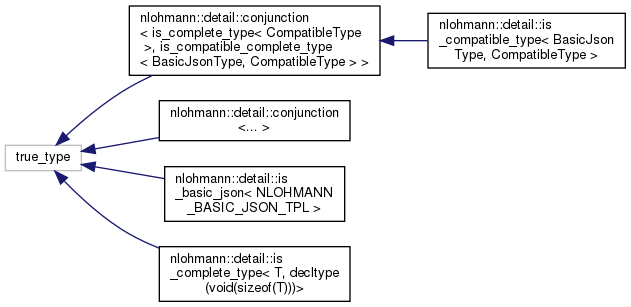 nlohmann::detail::conjunction
< is_complete_type< CompatibleType
>, is_compatible_complete_type
< BasicJsonType, CompatibleType > >
nlohmann::detail::is
_compatible_type< BasicJson
Type, CompatibleType >
nlohmann::detail::conjunction
<... >
true_type
nlohmann::detail::is
_basic_json< NLOHMANN
_BASIC_JSON_TPL >
nlohmann::detail::is
_complete_type< T, decltype
(void(sizeof(T)))>